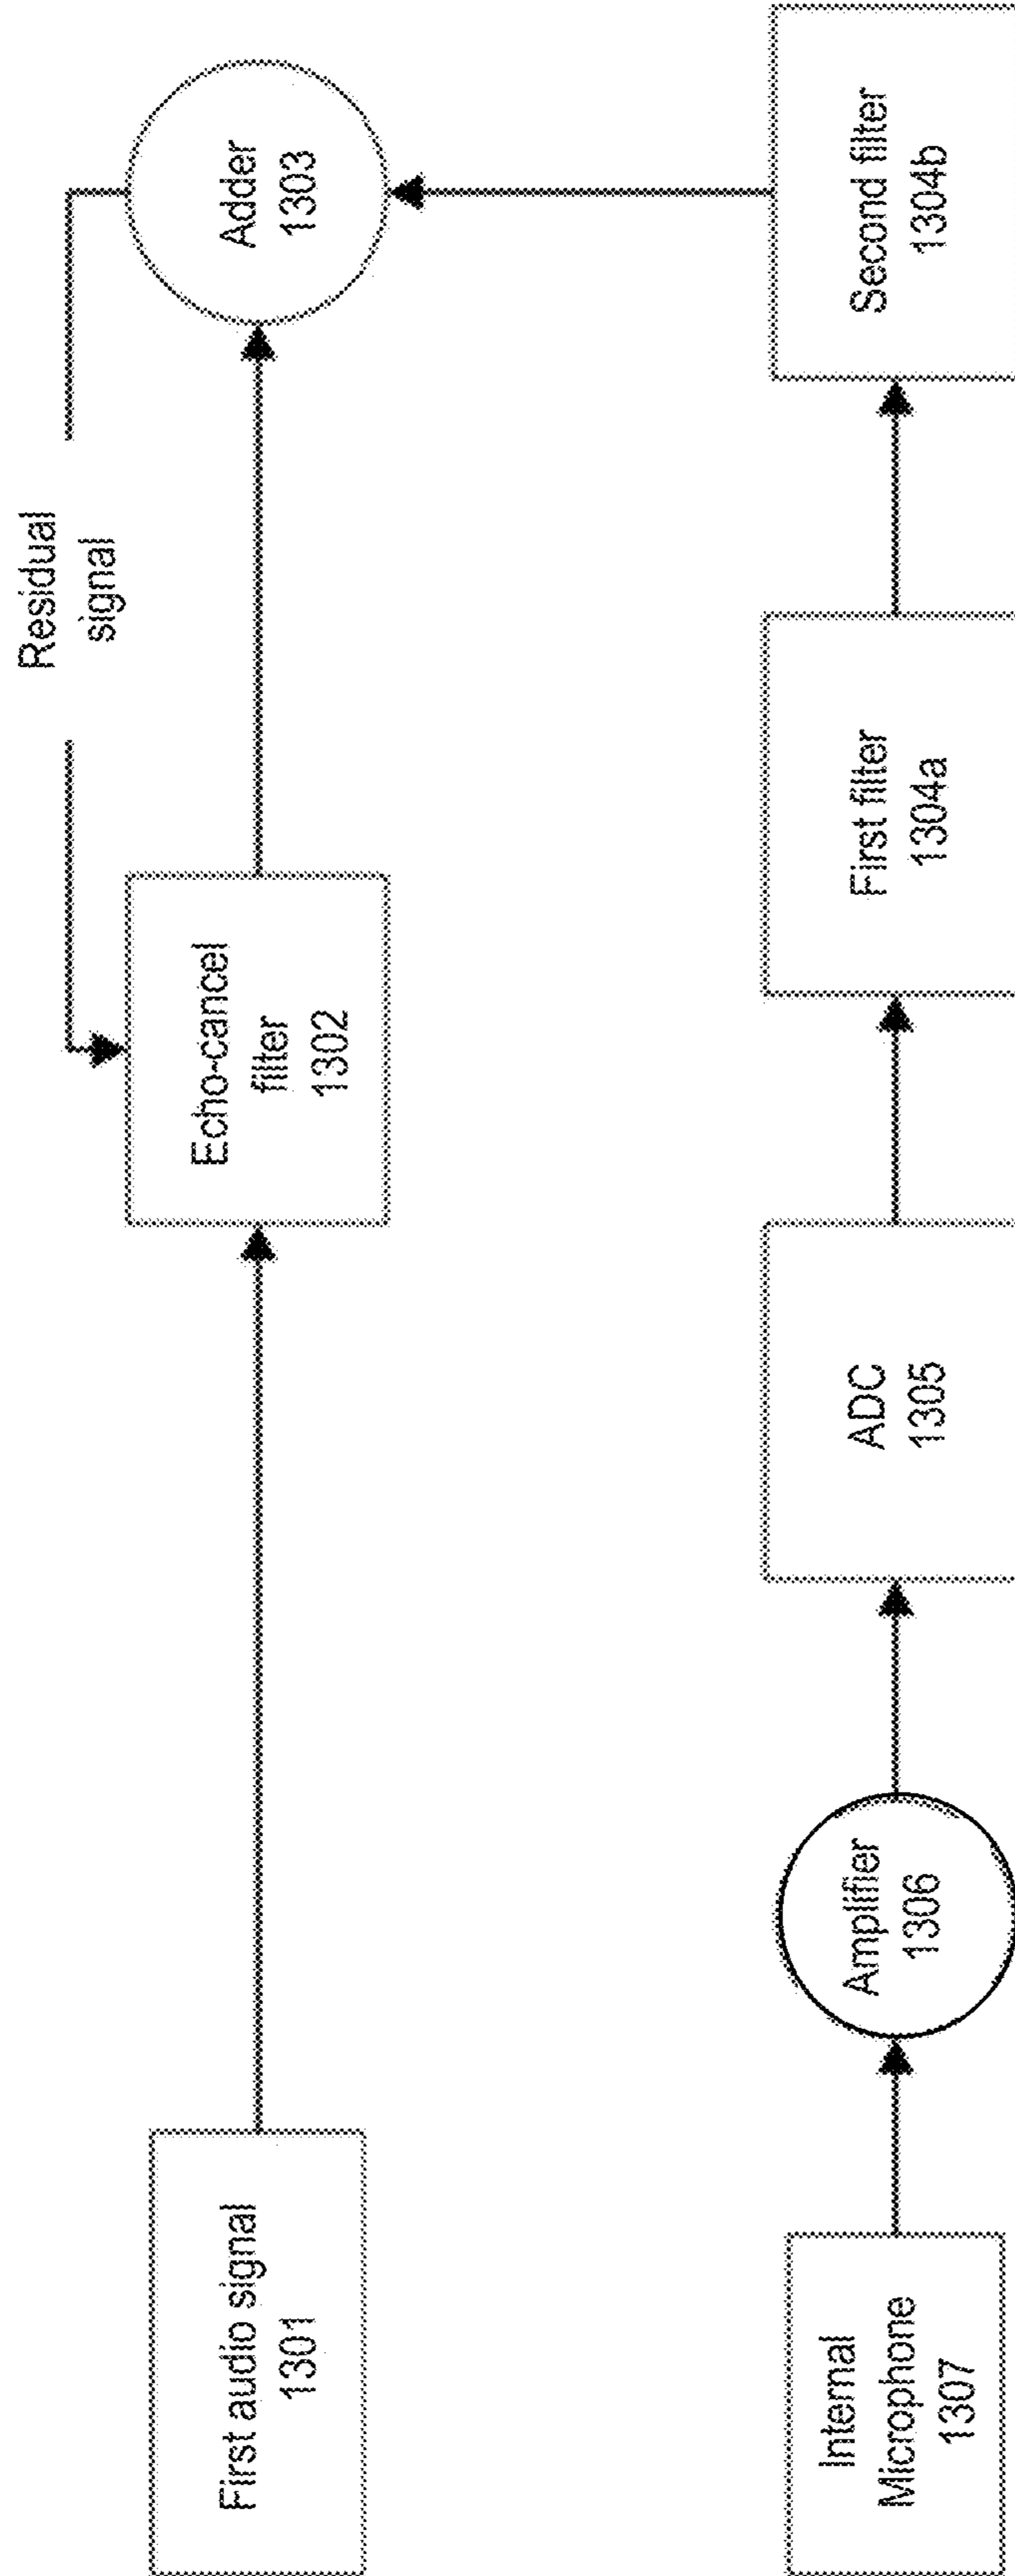 Residual
signal
First audio signal
1301
Echo-cancel
filter
1302
Adder
1303
Internal
Microphone
1307
Amplifier
1306
ADC
1305
First filter
1304a
Second filter
1304b